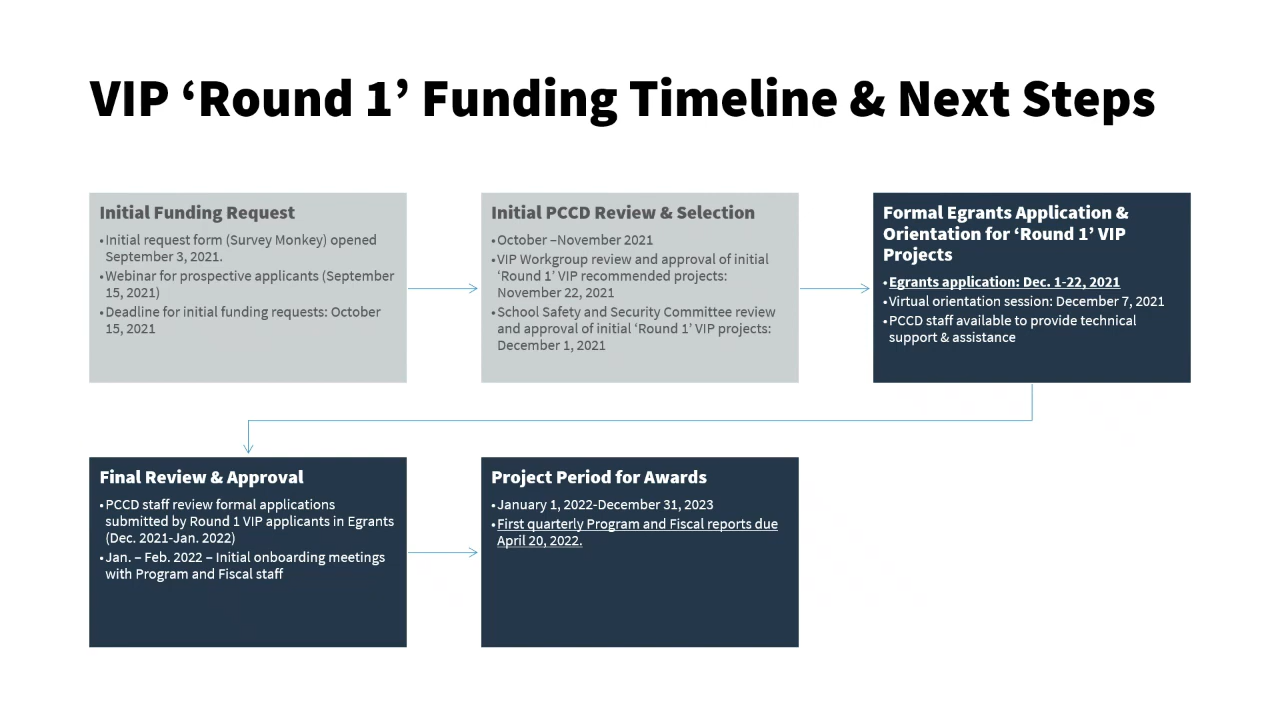 VIP ‘Round 1’ Funding Timeline & Next Steps
Initial Funding Request
•Initial request form (Survey Monkey) opened
September 3, 2021.
•Webinar for prospective applicants (September
15, 2021)
•Deadline for initial funding requests: October
15, 2021
Initial PCCD Review & Selection
•October –November 2021
•VIP Workgroup review and approval of initial
‘Round 1’ VIP recommended projects:
November 22, 2021
•School Safety and Security Committee review
and approval of initial ‘Round 1’ VIP projects:
December 1, 2021
Formal Egrants Application &
Orientation for ‘Round 1’ VIP
Projects
•Egrants application: Dec. 1-22, 2021
•Virtual orientation session: December 7, 2021
•PCCD staff available to provide technical
support & assistance
Final Review & Approval
•PCCD staff review formal applications
submitted by Round 1 VIP applicants in Egrants
(Dec. 2021-Jan. 2022)
•Jan. – Feb. 2022 – Initial onboarding meetings
with Program and Fiscal staff
Project Period for Awards
•January 1, 2022-December 31, 2023
•First quarterly Program and Fiscal reports due
April 20, 2022.